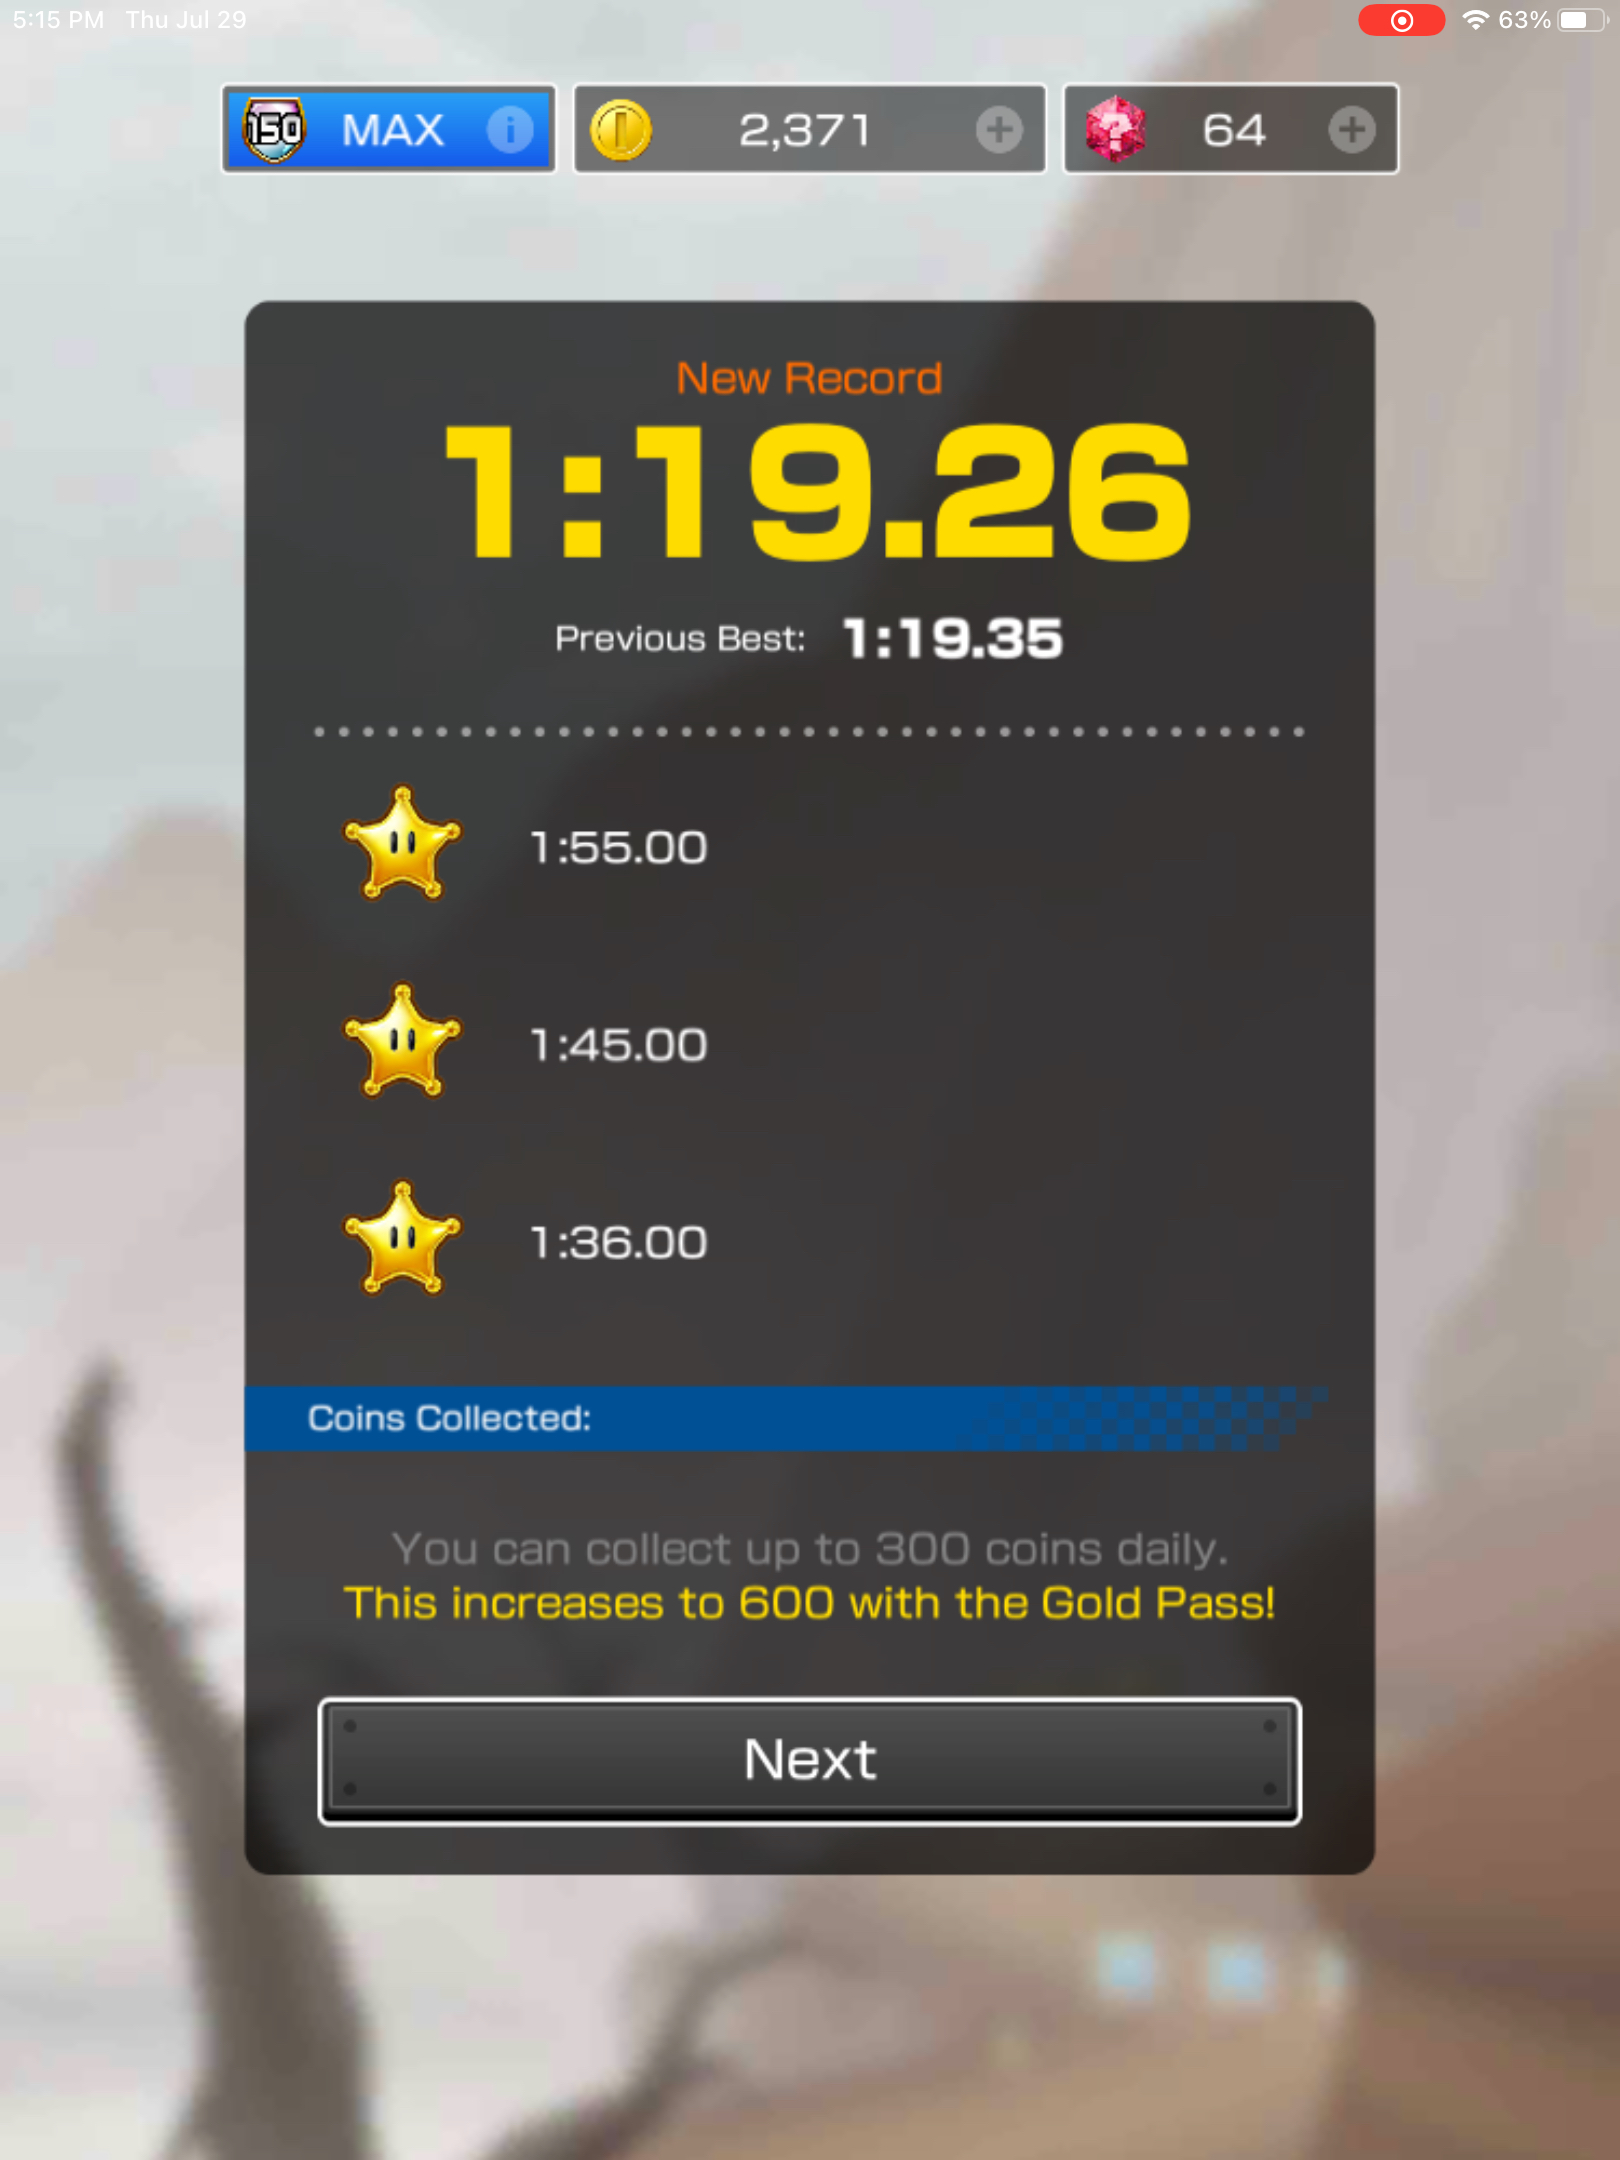 5:15 PM Thu Jul 29 63%
150 MAX i 2,371 + ? 64 +
New Record
1:19.26
Previous Best: 1:19.35
1:55.00
1:45.00
1:36.00
Coins Collected:
You can collect up to 300 coins daily.
This increases to 600 with the Gold Pass!
Next